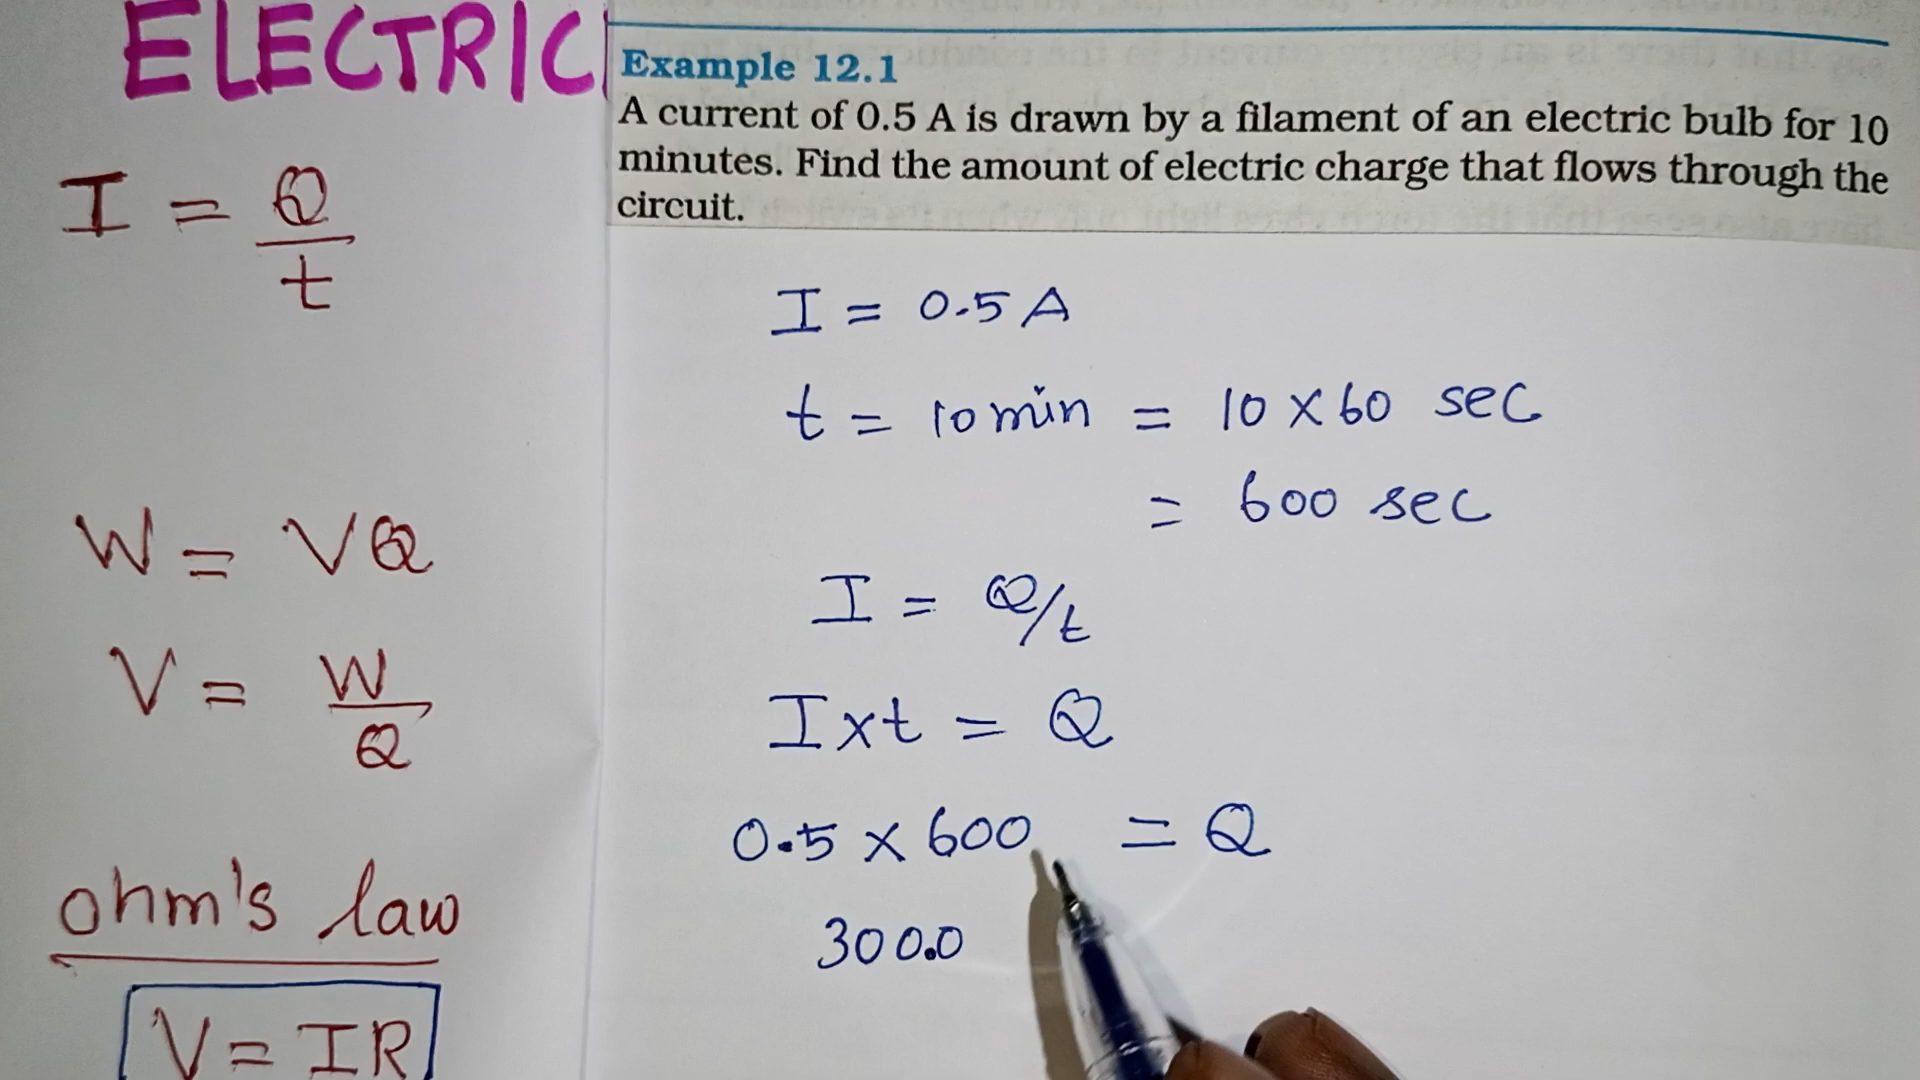 ELECTRIC
I = Q/t
W = VQ
V = W/Q
ohm's law
V = IR
Example 12.1
A current of 0.5 A is drawn by a filament of an electric bulb for 10
minutes. Find the amount of electric charge that flows through the
circuit.
I = 0.5 A
t = 10 min = 10 × 60 sec
= 600 sec
I = Q/t
I × t = Q
0.5 × 600 = Q
300.0